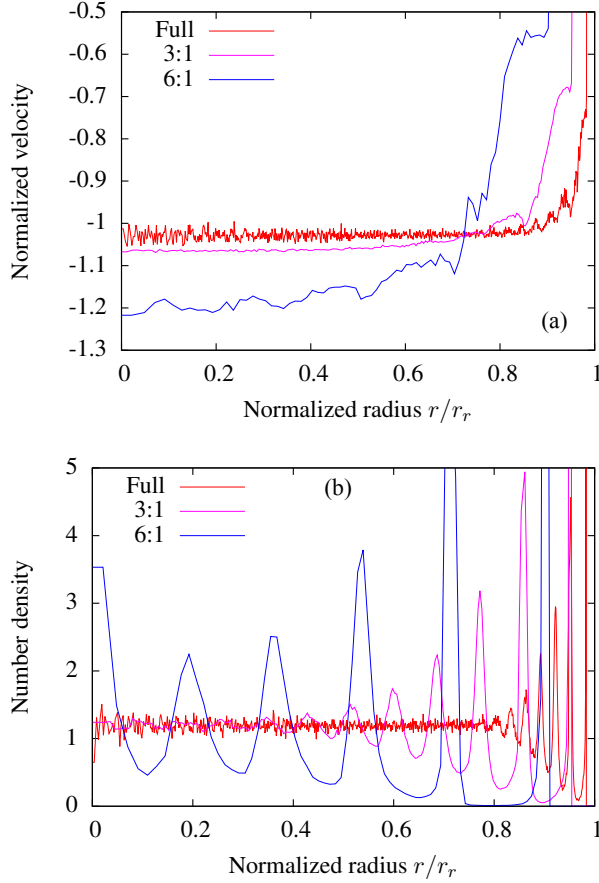 -0.5
Full
3:1
6:1
-0.6
-0.7
-0.8
-0.9
-1
-1.1
-1.2
-1.3
Normalized velocity
(a)
0 0.2 0.4 0.6 0.8 1
Normalized radius r/r_r
(b)
5
Full
3:1
6:1
4
3
2
1
0
Number density
0 0.2 0.4 0.6 0.8 1
Normalized radius r/r_r